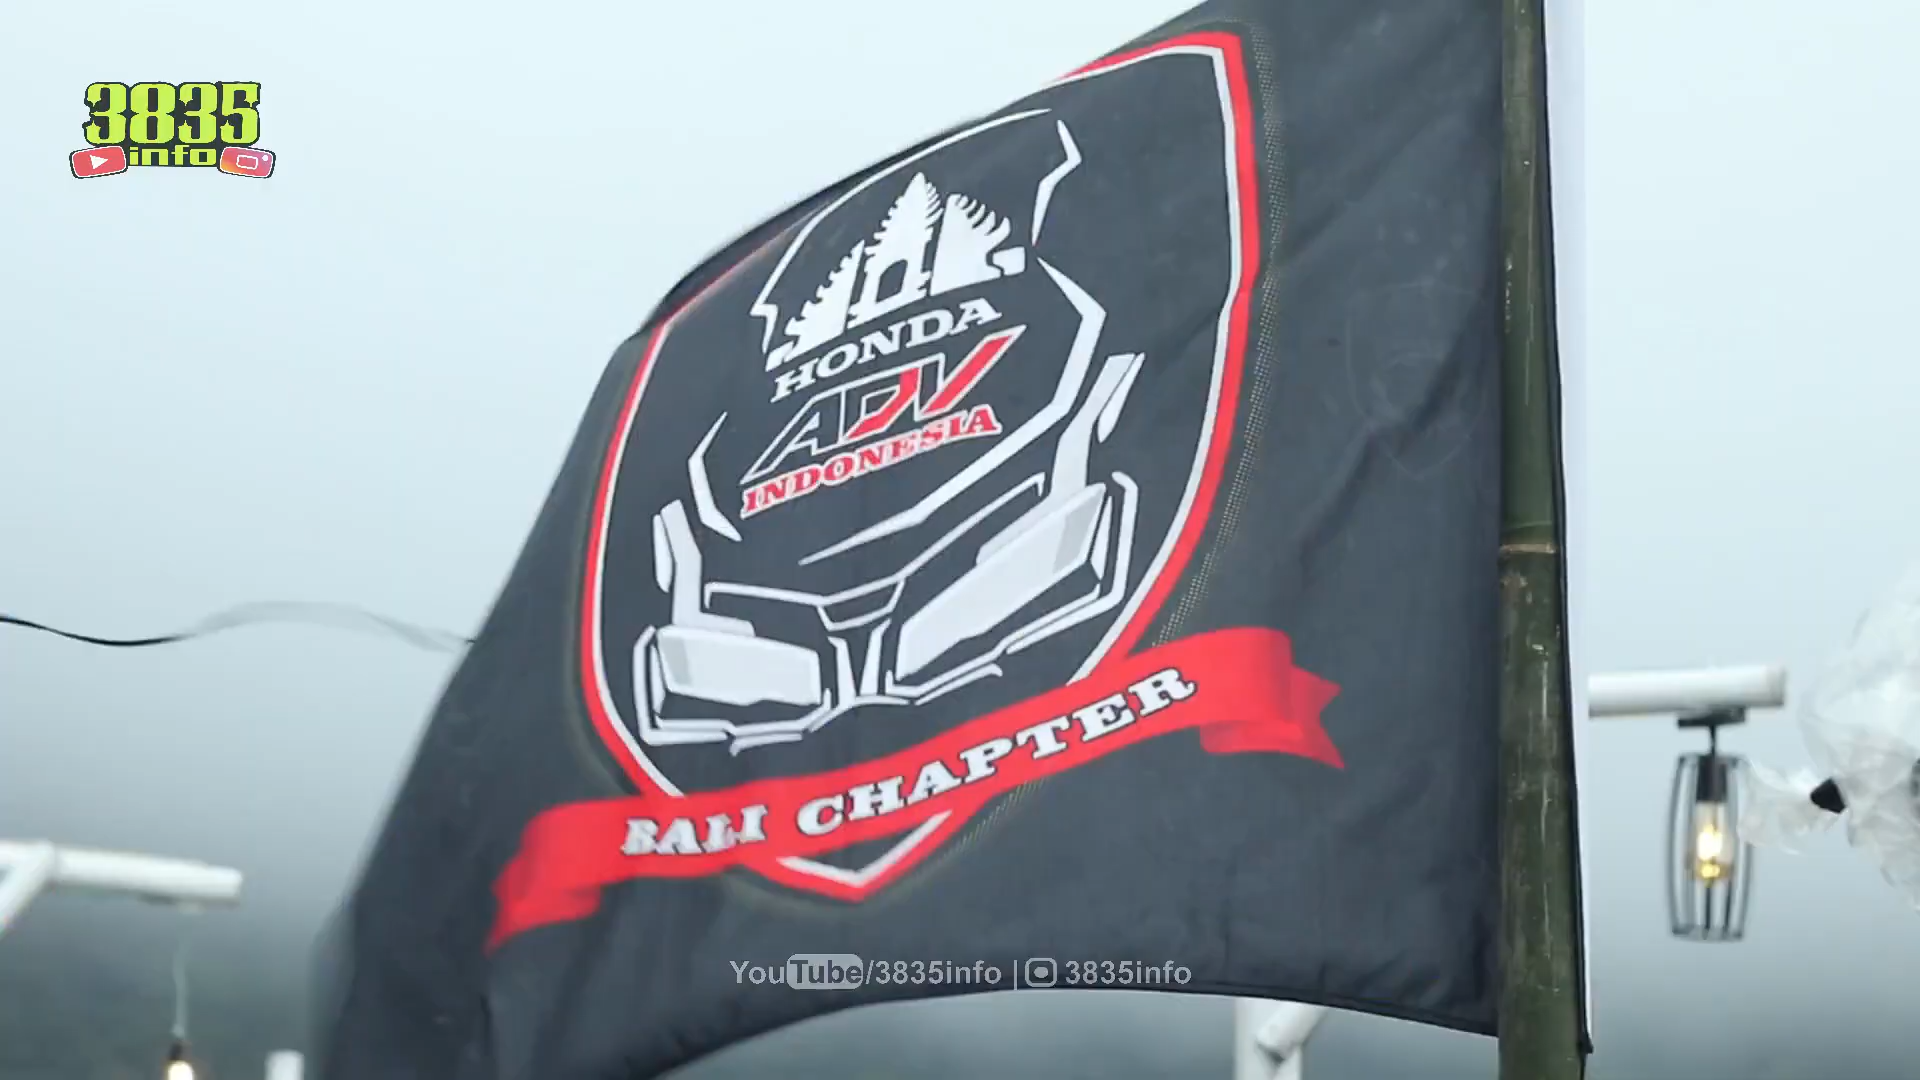 3835
info
HONDA
ADV
INDONESIA
BALI CHAPTER
YouTube/3835info | 3835info